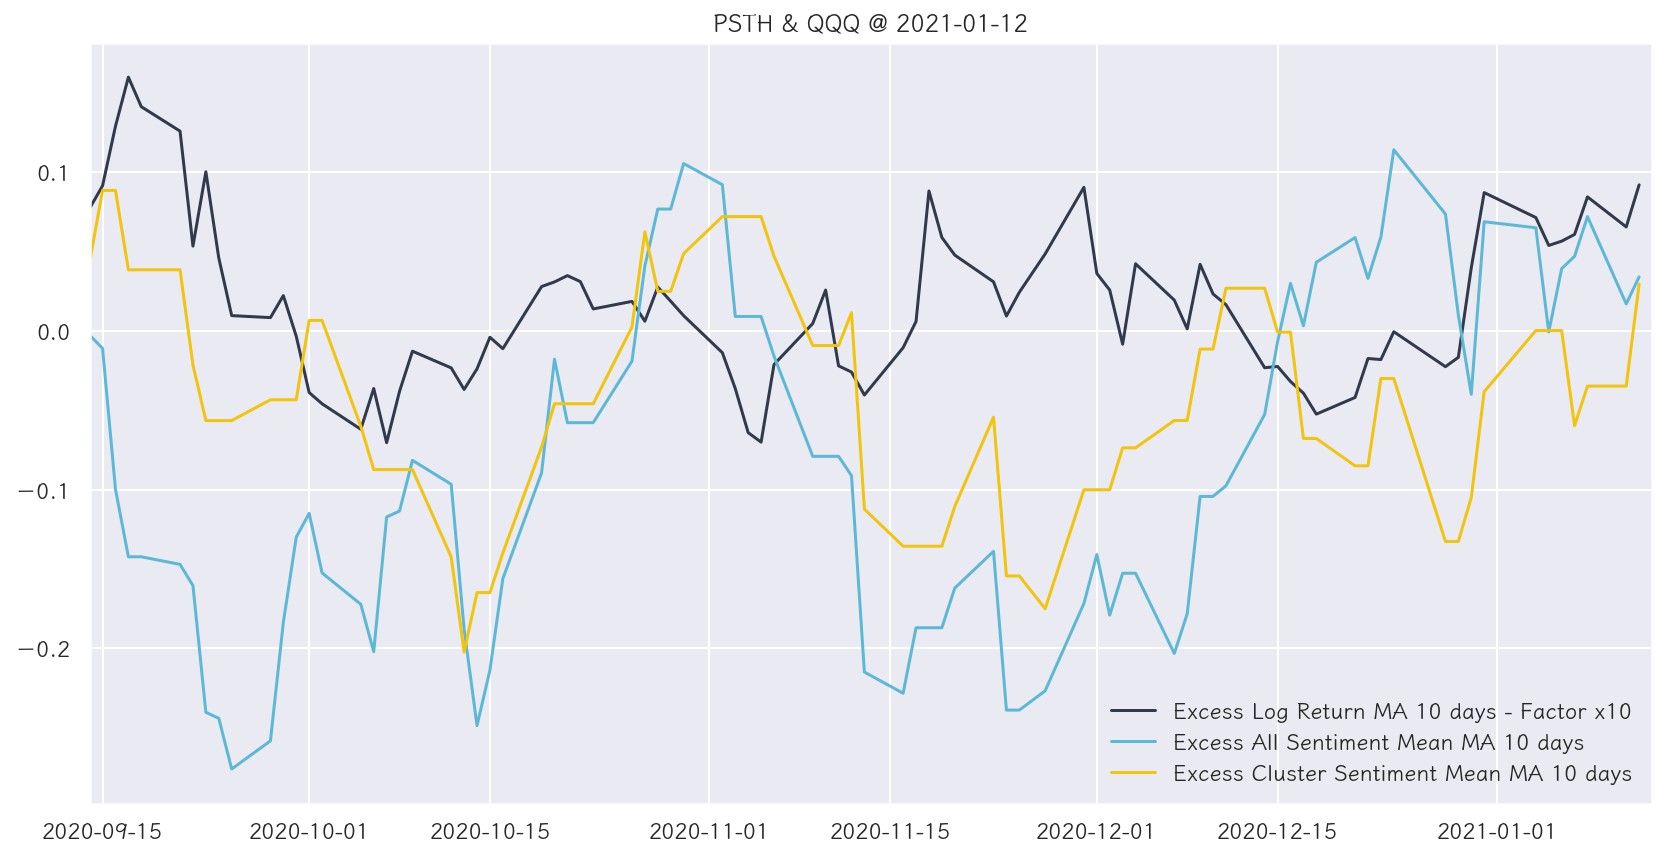 PSTH & QQQ @ 2021-01-12
0.1
0.0
−0.1
−0.2
Excess Log Return MA 10 days - Factor x10
Excess All Sentiment Mean MA 10 days
Excess Cluster Sentiment Mean MA 10 days
2020-09-15 2020-10-01 2020-10-15 2020-11-01 2020-11-15 2020-12-01 2020-12-15 2021-01-01